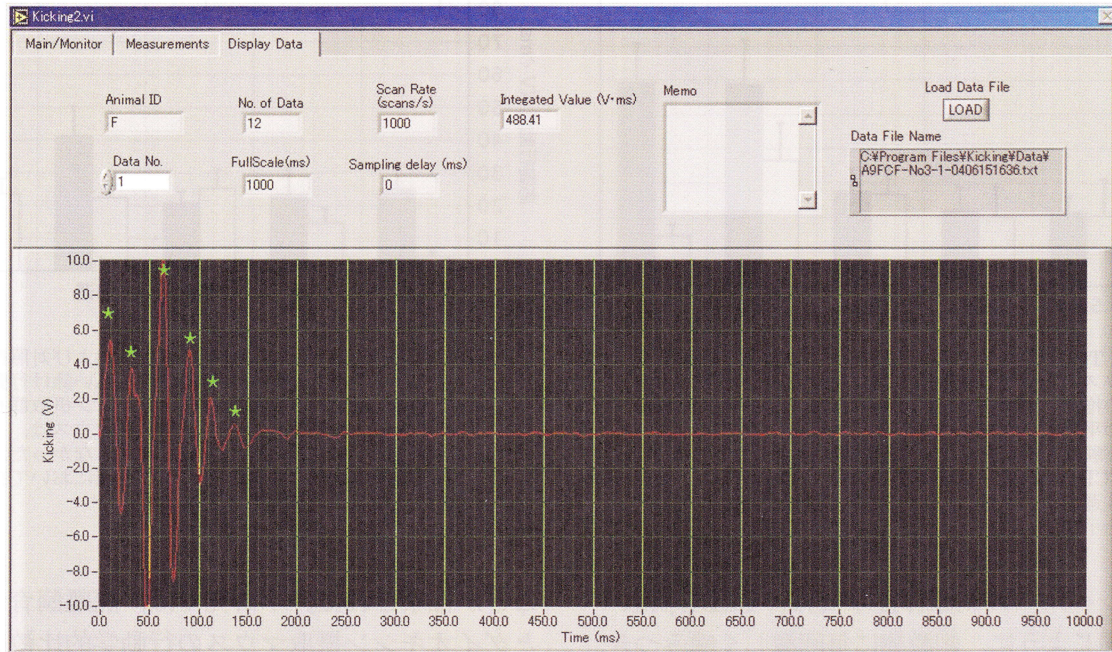 Kicking2.vi
Main/Monitor Measurements Display Data
Animal ID
F
No. of Data
12
Scan Rate
(scans/s)
1000
Integated Value (V·ms)
488.41
Memo
Load Data File
LOAD
Data No.
1
FullScale(ms)
1000
Sampling delay (ms)
0
Data File Name
C:¥Program Files¥Kicking¥Data¥
A9FCF-No3-1-0406151636.txt
Kicking (V)
10.0
8.0
6.0
4.0
2.0
0.0
-2.0
-4.0
-6.0
-8.0
-10.0
0.0 50.0 100.0 150.0 200.0 250.0 300.0 350.0 400.0 450.0 500.0 550.0 600.0 650.0 700.0 750.0 800.0 850.0 900.0 950.0 1000.0
Time (ms)